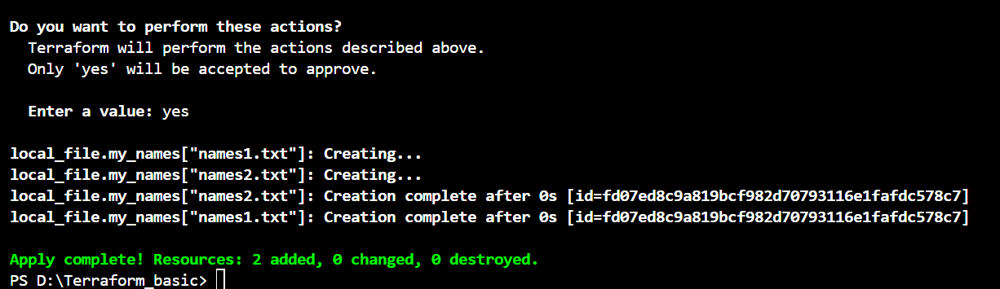 Do you want to perform these actions?
  Terraform will perform the actions described above.
  Only 'yes' will be accepted to approve.

  Enter a value: yes

local_file.my_names["names1.txt"]: Creating...
local_file.my_names["names2.txt"]: Creating...
local_file.my_names["names2.txt"]: Creation complete after 0s [id=fd07ed8c9a819bcf982d70793116e1fafdc578c7]
local_file.my_names["names1.txt"]: Creation complete after 0s [id=fd07ed8c9a819bcf982d70793116e1fafdc578c7]

Apply complete! Resources: 2 added, 0 changed, 0 destroyed.
PS D:\Terraform_basic>